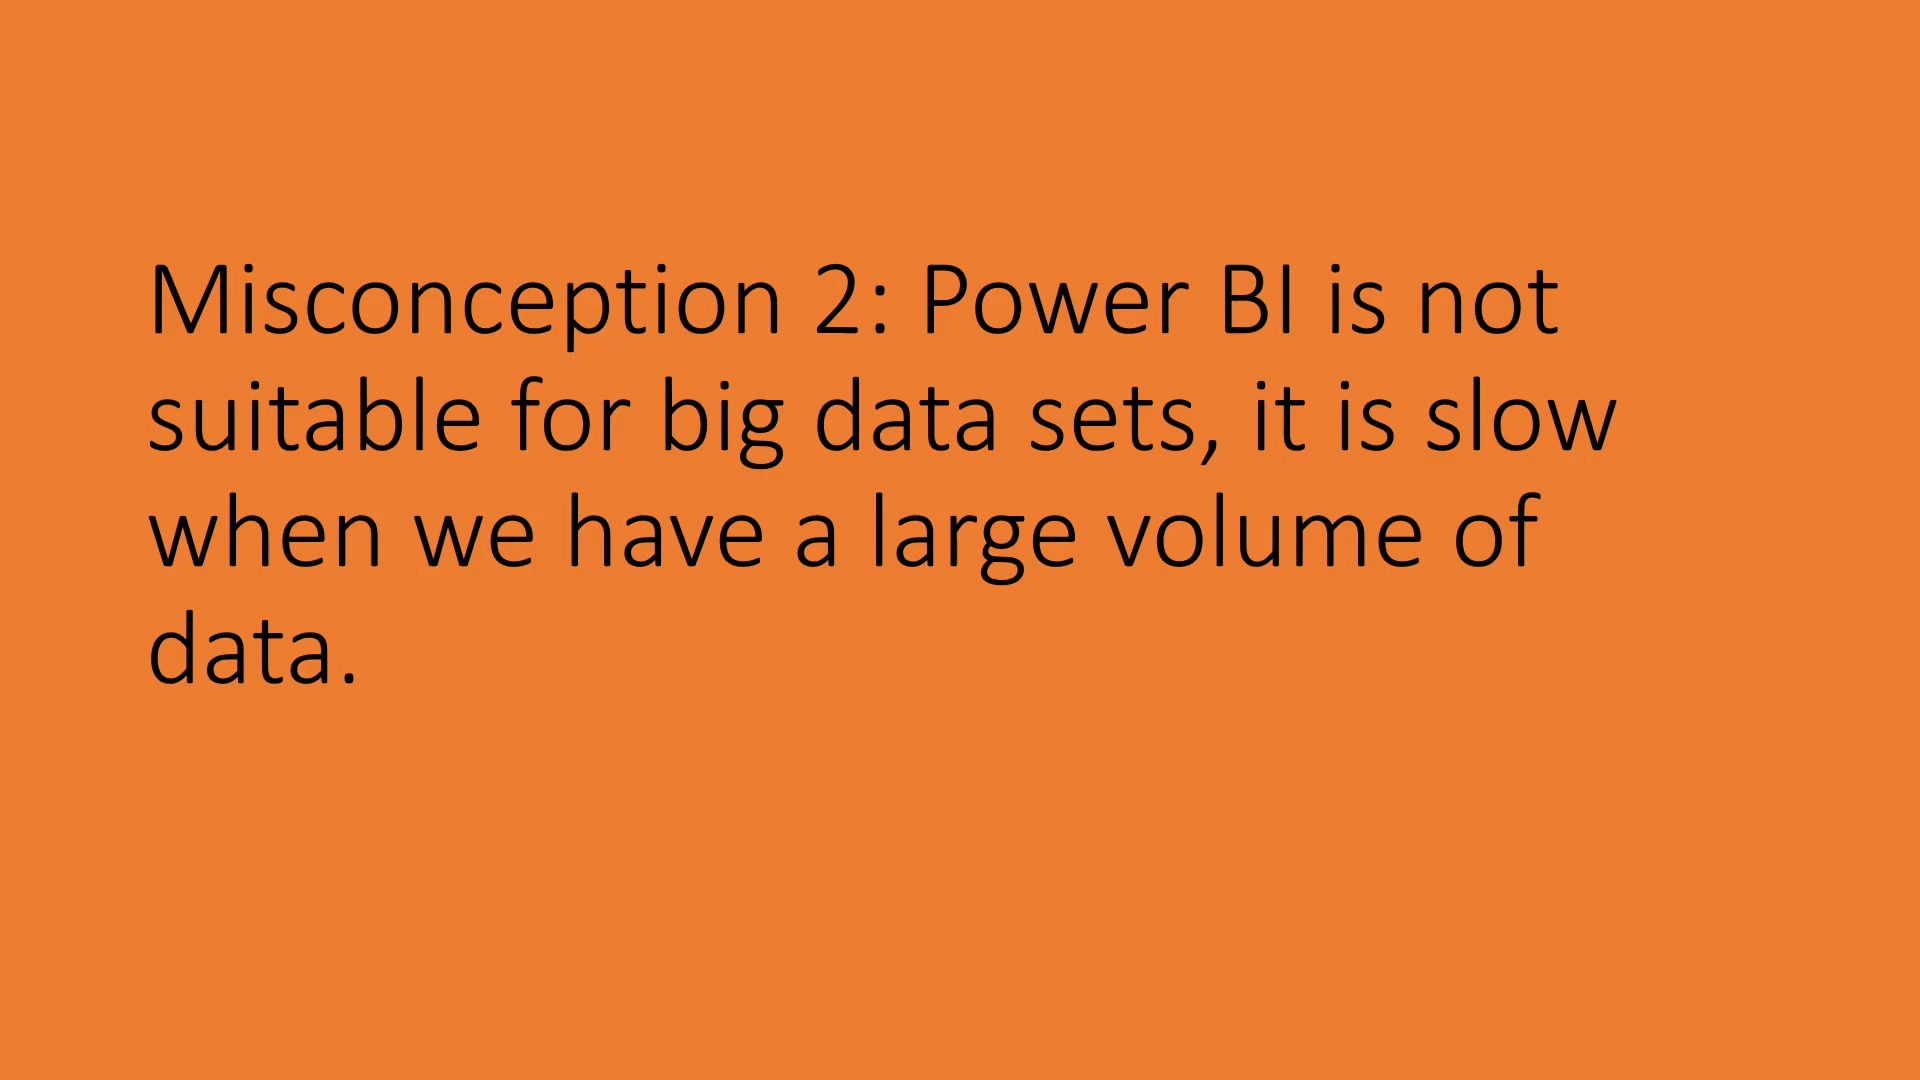 Misconception 2: Power BI is not
suitable for big data sets, it is slow
when we have a large volume of
data.